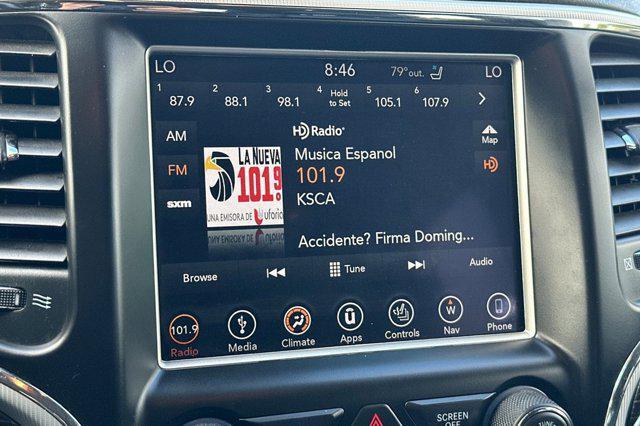 LO 8:46 79° out. LO
1 87.9 2 88.1 3 98.1 4 Hold to Set 5 105.1 6 107.9
AM
HD Radio
Map
FM
LA NUEVA
101.9
UNA EMISORA DE uforia
Musica Espanol
101.9
KSCA
HD
sxm
Accidente? Firma Doming...
Browse Tune Audio
101.9 ü W
Radio Media Climate Apps Controls Nav Phone
SCREEN OFF